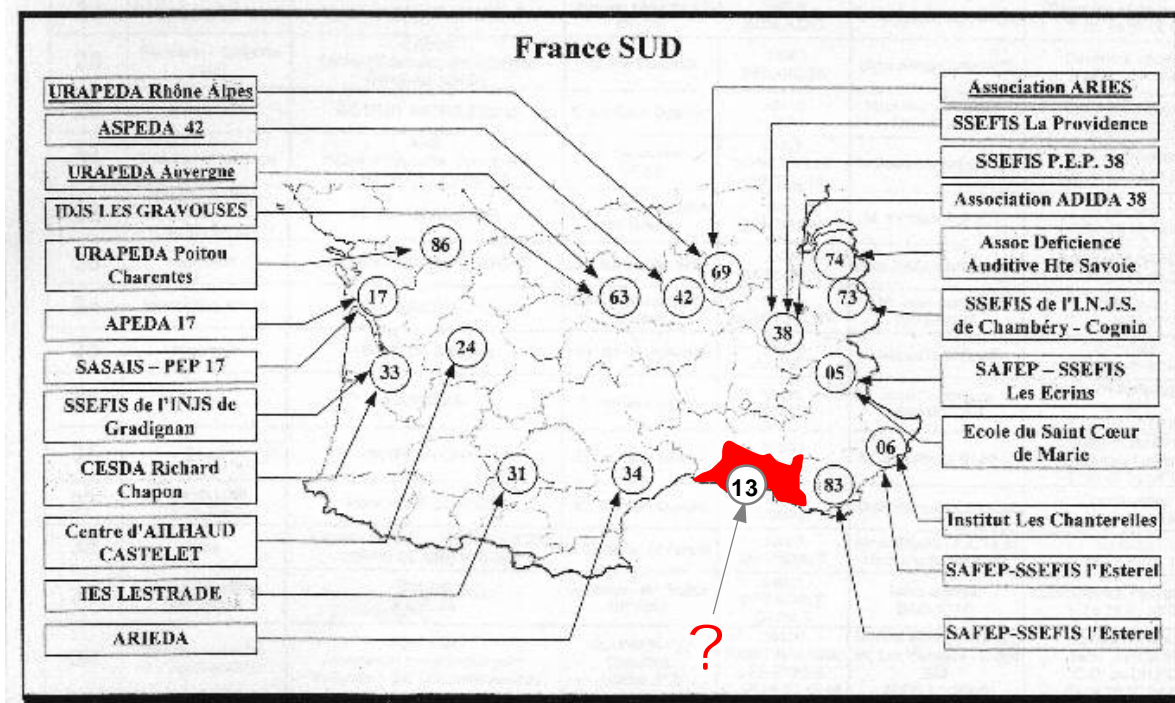 France SUD
URAPEDA Rhône Alpès
ASPEDA 42
URAPEDA Auvergne
IDJS LES GRAVOUSES
URAPEDA Poitou
Charentes
APEDA 17
SASAIS – PEP 17
SSEFIS de l'INJS de
Gradignan
CESDA Richard
Chapon
Centre d'AILHAUD
CASTELET
IES LESTRADE
ARIEDA
86
17
24
33
63
42
69
38
74
73
05
06
31
34
13
83
?
Association ARIES
SSEFIS La Providence
SSEFIS P.E.P. 38
Association ADIDA 38
Assoc Deficience
Auditive Hte Savoie
SSEFIS de l'I.N.J.S.
de Chambéry - Cognin
SAFEP – SSEFIS
Les Ecrins
Ecole du Saint Cœur
de Marie
Institut Les Chanterelles
SAFEP-SSEFIS l'Esterel
SAFEP-SSEFIS l'Esterel